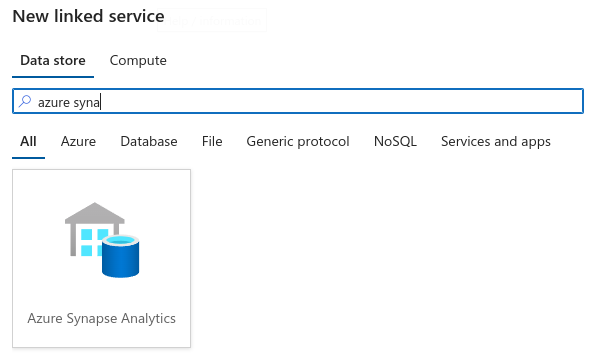 New linked service
Data store Compute
azure syna
All Azure Database File Generic protocol NoSQL Services and apps
Azure Synapse Analytics